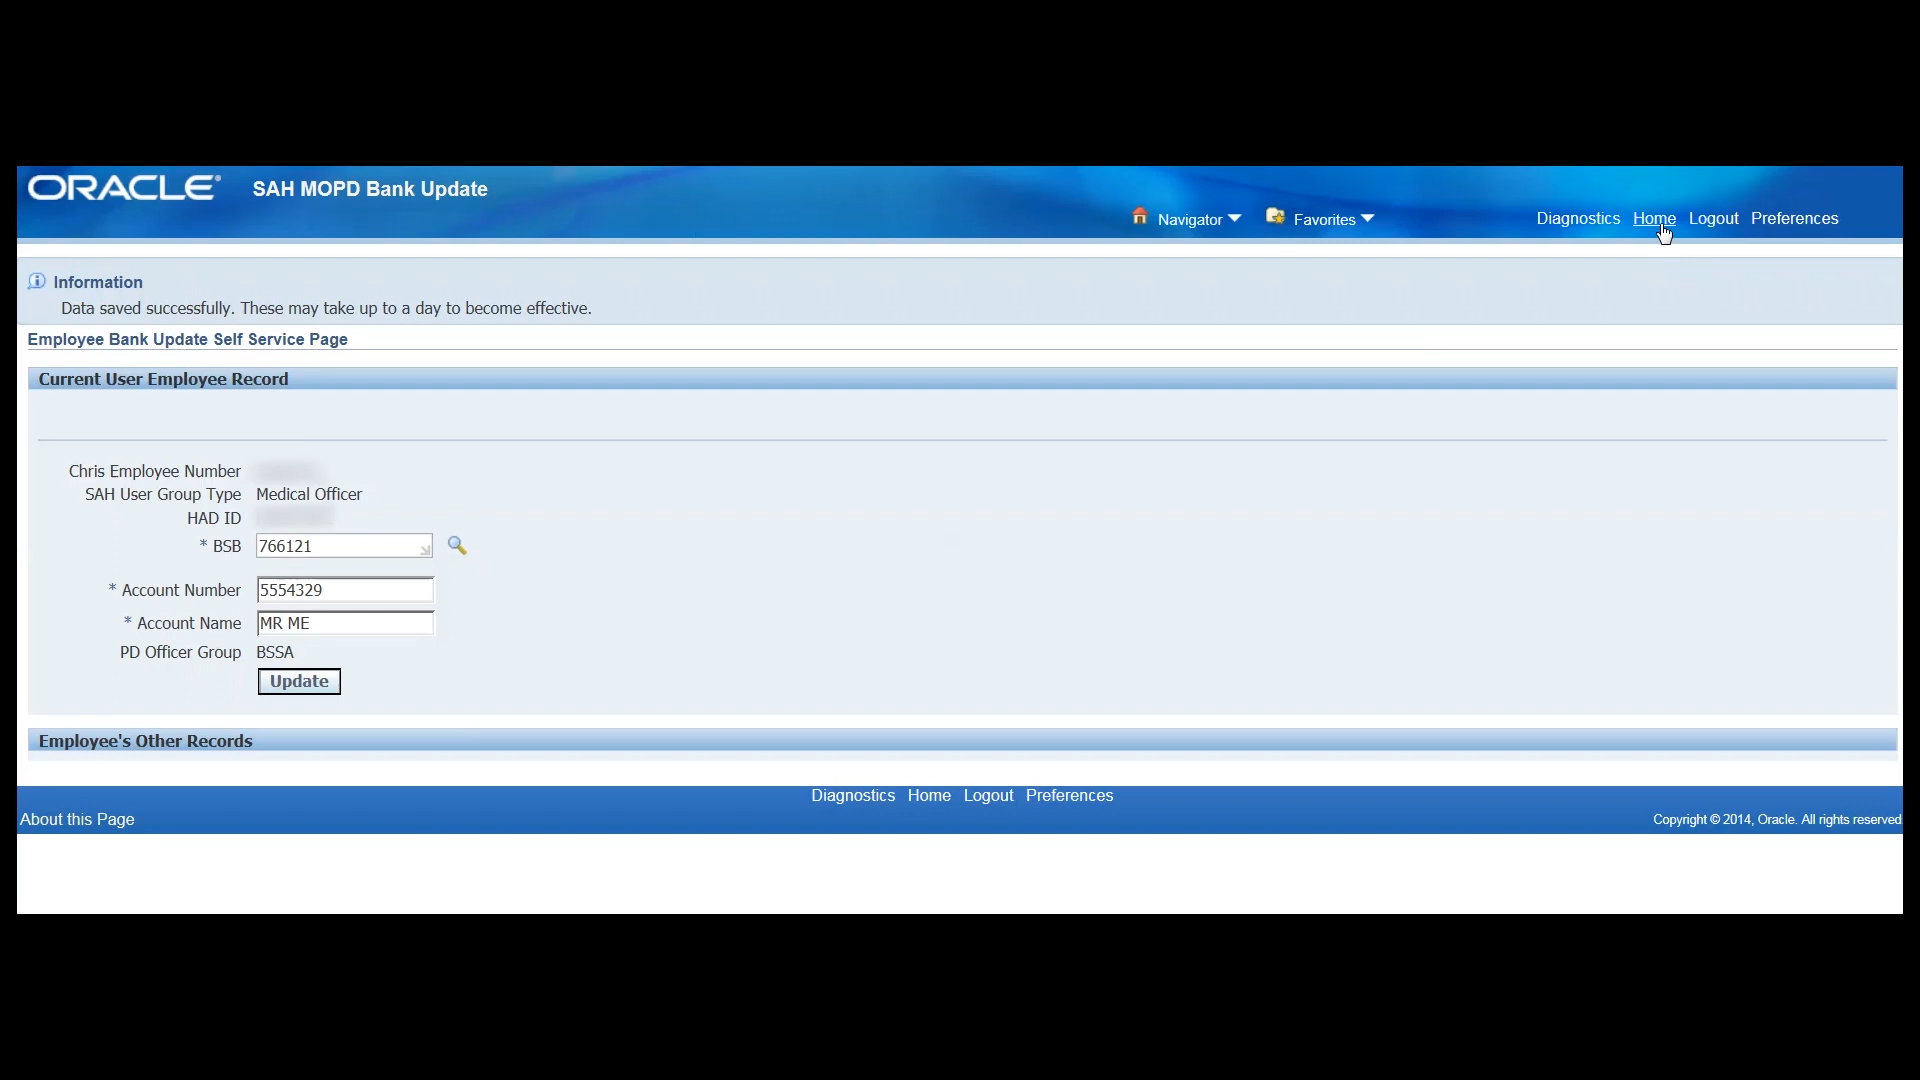 ORACLE® SAH MOPD Bank Update
Navigator Favorites Diagnostics Home Logout Preferences
Information
Data saved successfully. These may take up to a day to become effective.
Employee Bank Update Self Service Page
Current User Employee Record
Chris Employee Number
SAH User Group Type Medical Officer
HAD ID
* BSB 766121
* Account Number 5554329
* Account Name MR ME
PD Officer Group BSSA
Update
Employee's Other Records
Diagnostics Home Logout Preferences
About this Page Copyright © 2014, Oracle. All rights reserved